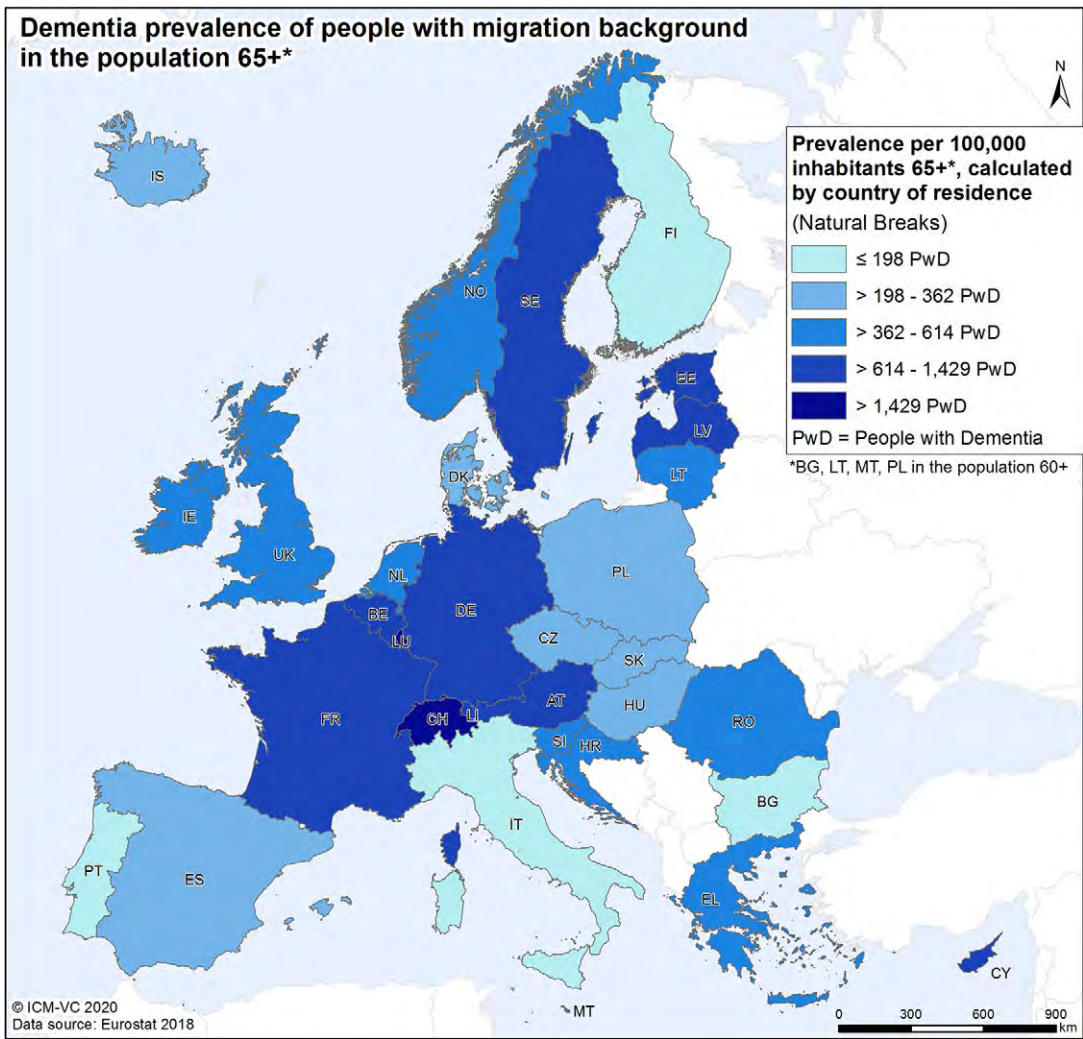 Dementia prevalence of people with migration background
in the population 65+*
N
Prevalence per 100,000
inhabitants 65+*, calculated
by country of residence
(Natural Breaks)
≤ 198 PwD
> 198 - 362 PwD
> 362 - 614 PwD
> 614 - 1,429 PwD
> 1,429 PwD
PwD = People with Dementia
*BG, LT, MT, PL in the population 60+
IS
FI
NO
SE
EE
LV
LT
DK
IE
UK
NL
PL
BE
DE
LU
CZ
SK
FR
CH
LI
AT
HU
SI
HR
RO
IT
BG
PT
ES
EL
CY
MT
© ICM-VC 2020
Data source: Eurostat 2018
0 300 600 900
km